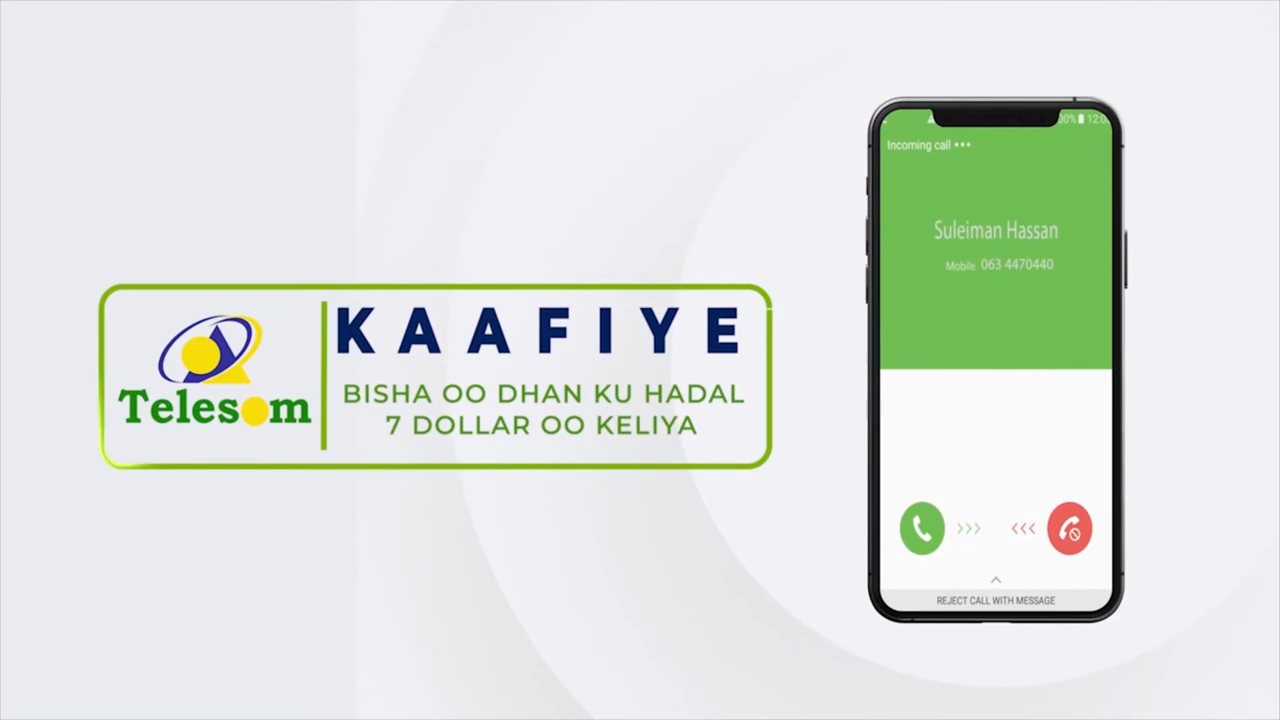 Telesom
KAAFIYE
BISHA OO DHAN KU HADAL
7 DOLLAR OO KELIYA
Incoming call •••
Suleiman Hassan
Mobile 063 4470440
>>> <<<
REJECT CALL WITH MESSAGE